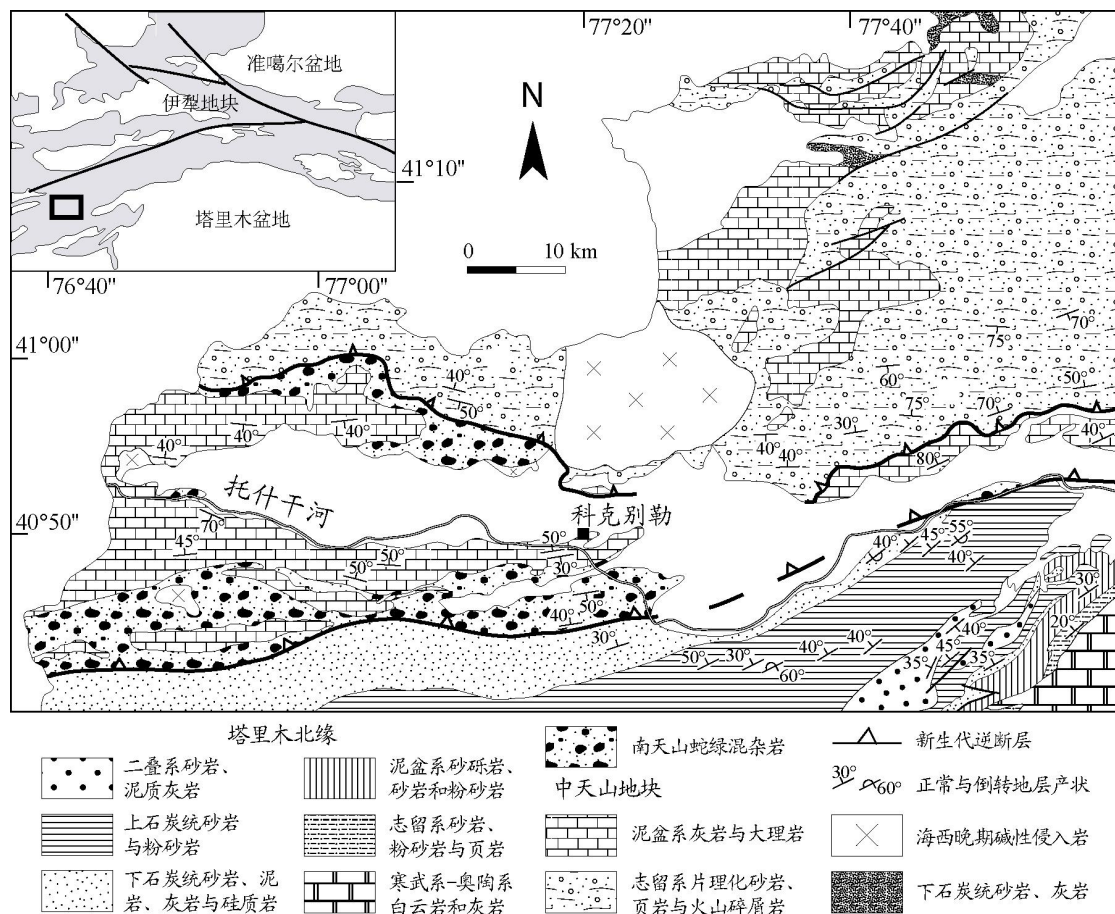 77°20"
77°40"
准噶尔盆地
伊犁地块
塔里木盆地
N
41°10"
0 10 km
76°40"
77°00"
41°00"
40°50"
托什干河
科克别勒
40°
50°
40°
40°
40°
70°
45°
50°
50°
50°
30°
50°
40°
30°
70°
75°
60°
50°
75°
70°
30°
40°
40°
80°
40°
40°
45°
55°
40°
30°
20°
45°
35°
35°
40°
40°
50°
30°
60°
塔里木北缘
二叠系砂岩、
泥质灰岩
上石炭统砂岩
与粉砂岩
下石炭统砂岩、泥
岩、灰岩与硅质岩
泥盆系砂砾岩、
砂岩和粉砂岩
志留系砂岩、
粉砂岩与页岩
寒武系-奥陶系
白云岩和灰岩
南天山蛇绿混杂岩
中天山地块
泥盆系灰岩与大理岩
志留系片理化砂岩、
页岩与火山碎屑岩
新生代逆断层
30° 60° 正常与倒转地层产状
海西晚期碱性侵入岩
下石炭统砂岩、灰岩